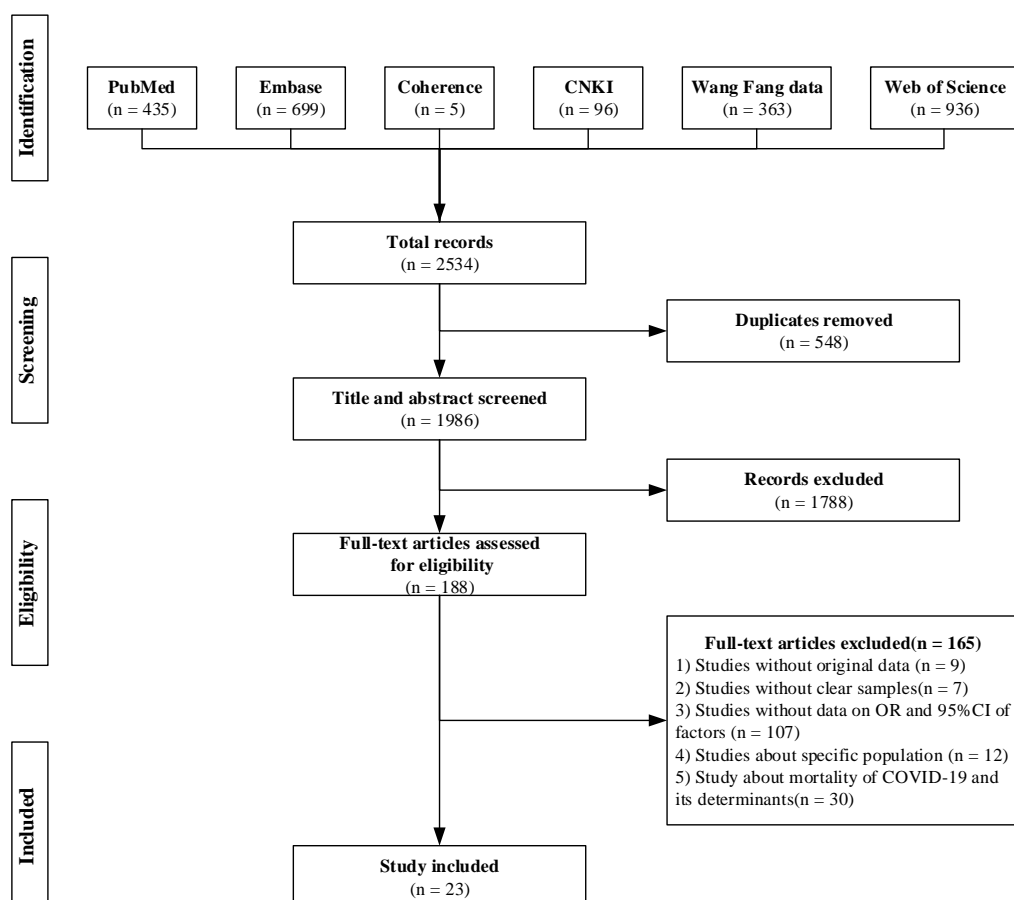 Identification
PubMed
(n = 435)
Embase
(n = 699)
Coherence
(n = 5)
CNKI
(n = 96)
Wang Fang data
(n = 363)
Web of Science
(n = 936)
Total records
(n = 2534)
Screening
Duplicates removed
(n = 548)
Title and abstract screened
(n = 1986)
Records excluded
(n = 1788)
Eligibility
Full-text articles assessed
for eligibility
(n = 188)
Full-text articles excluded(n = 165)
1) Studies without original data (n = 9)
2) Studies without clear samples(n = 7)
3) Studies without data on OR and 95%CI of
factors (n = 107)
4) Studies about specific population (n = 12)
5) Study about mortality of COVID-19 and
its determinants(n = 30)
Included
Study included
(n = 23)